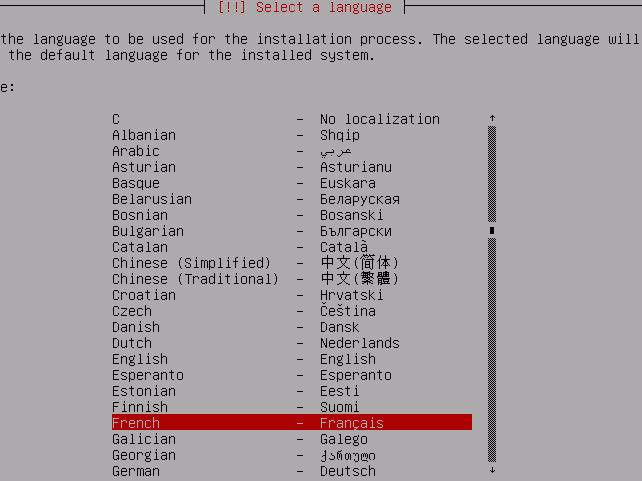 [!!] Select a language
the language to be used for the installation process. The selected language will
the default language for the installed system.
e:
C - No localization
Albanian - Shqip
Arabic - عربي
Asturian - Asturianu
Basque - Euskara
Belarusian - Беларуская
Bosnian - Bosanski
Bulgarian - Български
Catalan - Català
Chinese (Simplified) - 中文(简体)
Chinese (Traditional) - 中文(繁體)
Croatian - Hrvatski
Czech - Čeština
Danish - Dansk
Dutch - Nederlands
English - English
Esperanto - Esperanto
Estonian - Eesti
Finnish - Suomi
French - Français
Galician - Galego
Georgian - ქართული
German - Deutsch